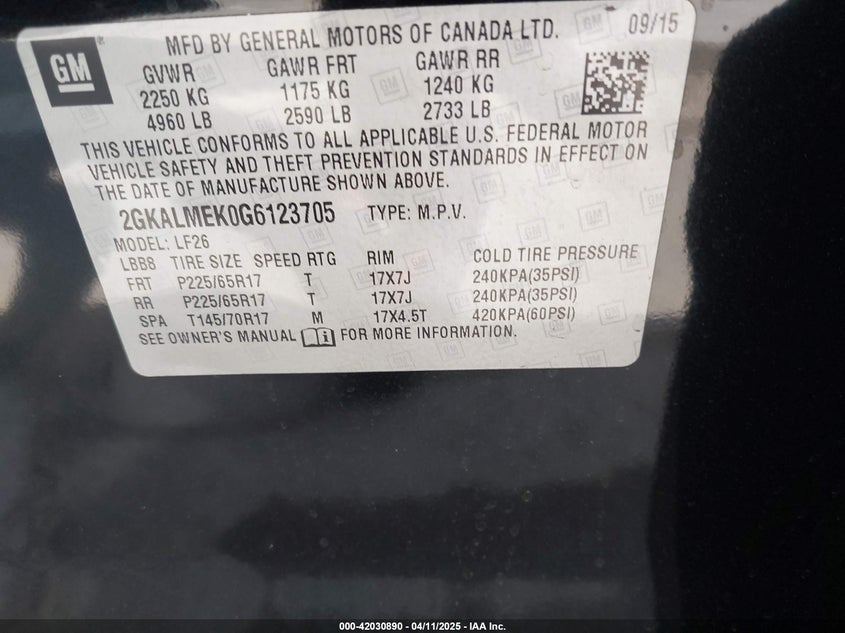 GM
MFD BY GENERAL MOTORS OF CANADA LTD. 09/15
GVWR GAWR FRT GAWR RR
2250 KG 1175 KG 1240 KG
4960 LB 2590 LB 2733 LB
THIS VEHICLE CONFORMS TO ALL APPLICABLE U.S. FEDERAL MOTOR
VEHICLE SAFETY AND THEFT PREVENTION STANDARDS IN EFFECT ON
THE DATE OF MANUFACTURE SHOWN ABOVE.
2GKALMEK0G6123705 TYPE: M.P.V.
MODEL: LF26
LBB8 TIRE SIZE SPEED RTG RIM COLD TIRE PRESSURE
FRT P225/65R17 T 17X7J 240KPA(35PSI)
RR P225/65R17 T 17X7J 240KPA(35PSI)
SPA T145/70R17 M 17X4.5T 420KPA(60PSI)
SEE OWNER'S MANUAL FOR MORE INFORMATION.
000-42030890 - 04/11/2025 - IAA Inc.